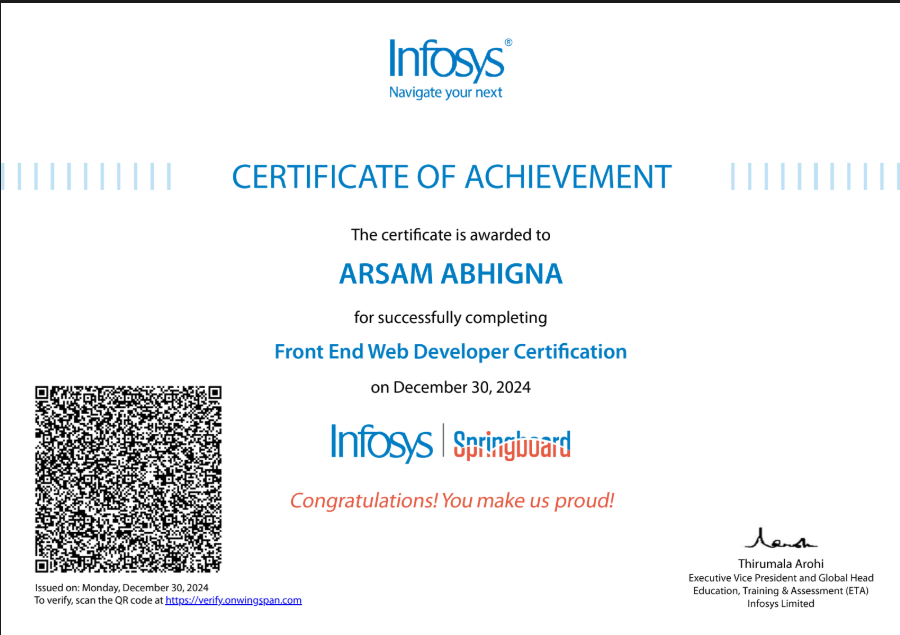 Infosys®
Navigate your next
CERTIFICATE OF ACHIEVEMENT
The certificate is awarded to
ARSAM ABHIGNA
for successfully completing
Front End Web Developer Certification
on December 30, 2024
Infosys | Springboard
Congratulations! You make us proud!
Issued on: Monday, December 30, 2024
To verify, scan the QR code at https://verify.onwingspan.com
Thirumala Arohi
Executive Vice President and Global Head
Education, Training & Assessment (ETA)
Infosys Limited